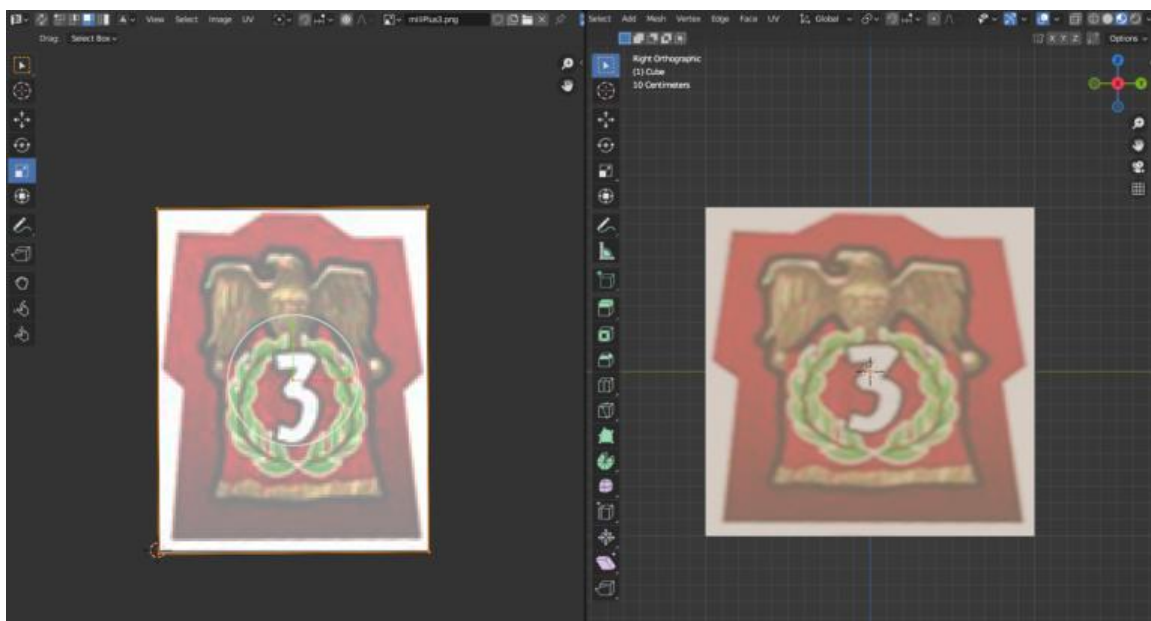 View Select Image UV miliPlus3.png
Select Add Mesh Vertex Edge Face UV Global
Drag: Select Box
X Y Z Options
Right Orthographic
(1) Cube
10 Centimeters
3
3